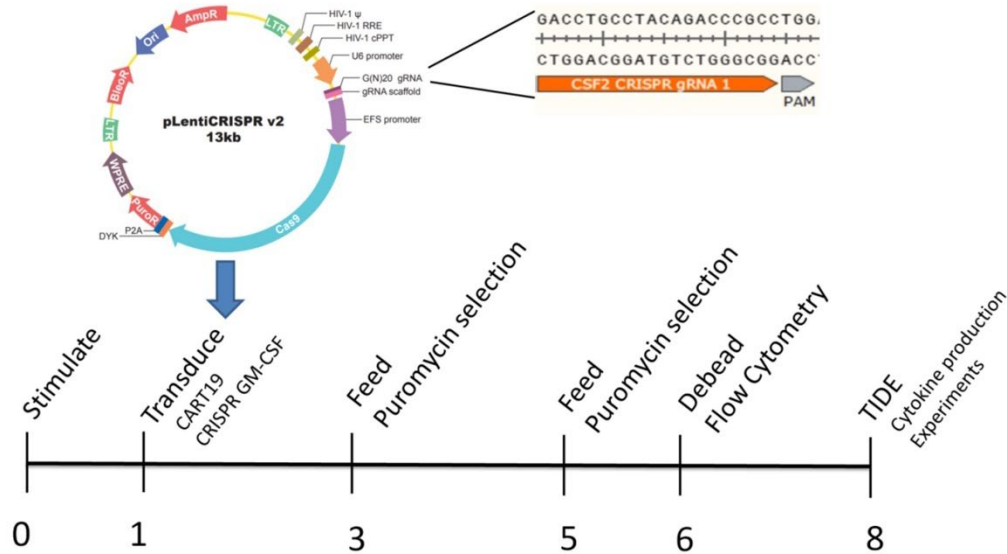 HIV-1 ψ
HIV-1 RRE
HIV-1 cPPT
U6 promoter
G(N)20 gRNA
gRNA scaffold
EFS promoter
LTR
AmpR
Ori
BleoR
LTR
WPRE
PuroR
P2A
DYK
Cas9
pLentiCRISPR v2
13kb
GACCTGCCTACAGACCCGCCTGG
CTGGACGGATGTCTGGGCGGACC
CSF2 CRISPR gRNA 1
PAM
Stimulate
Transduce
CART19
CRISPR GM-CSF
Feed
Puromycin selection
Feed
Puromycin selection
Debead
Flow Cytometry
TIDE
Cytokine production
Experiments
0 1 3 5 6 8